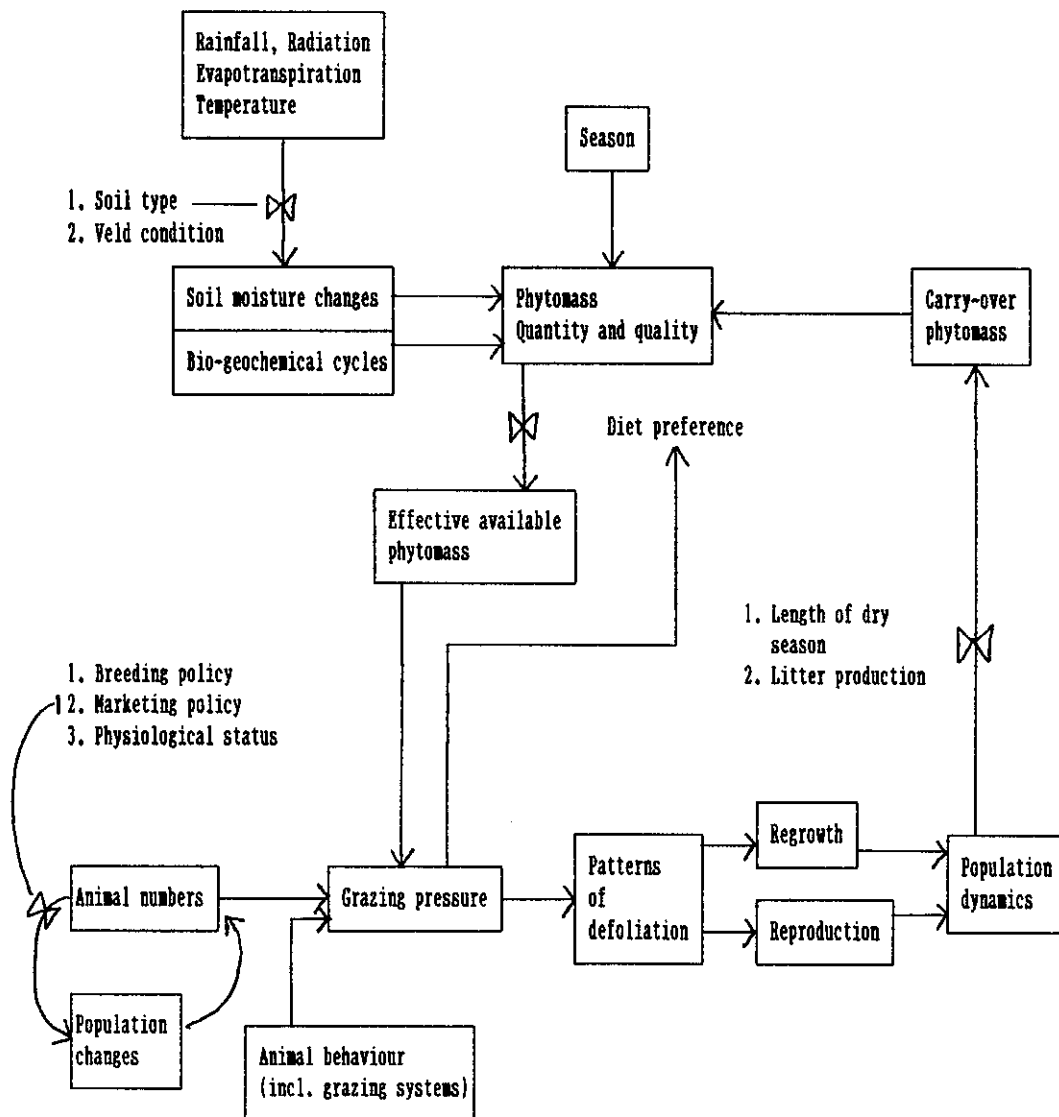 Rainfall, Radiation
Evapotranspiration
Temperature
Season
1. Soil type
2. Veld condition
Soil moisture changes
Bio-geochemical cycles
Phytomass
Quantity and quality
Carry-over
phytomass
Diet preference
Effective available
phytomass
1. Length of dry
season
2. Litter production
1. Breeding policy
2. Marketing policy
3. Physiological status
Animal numbers
Grazing pressure
Patterns
of
defoliation
Regrowth
Reproduction
Population
dynamics
Population
changes
Animal behaviour
(incl. grazing systems)